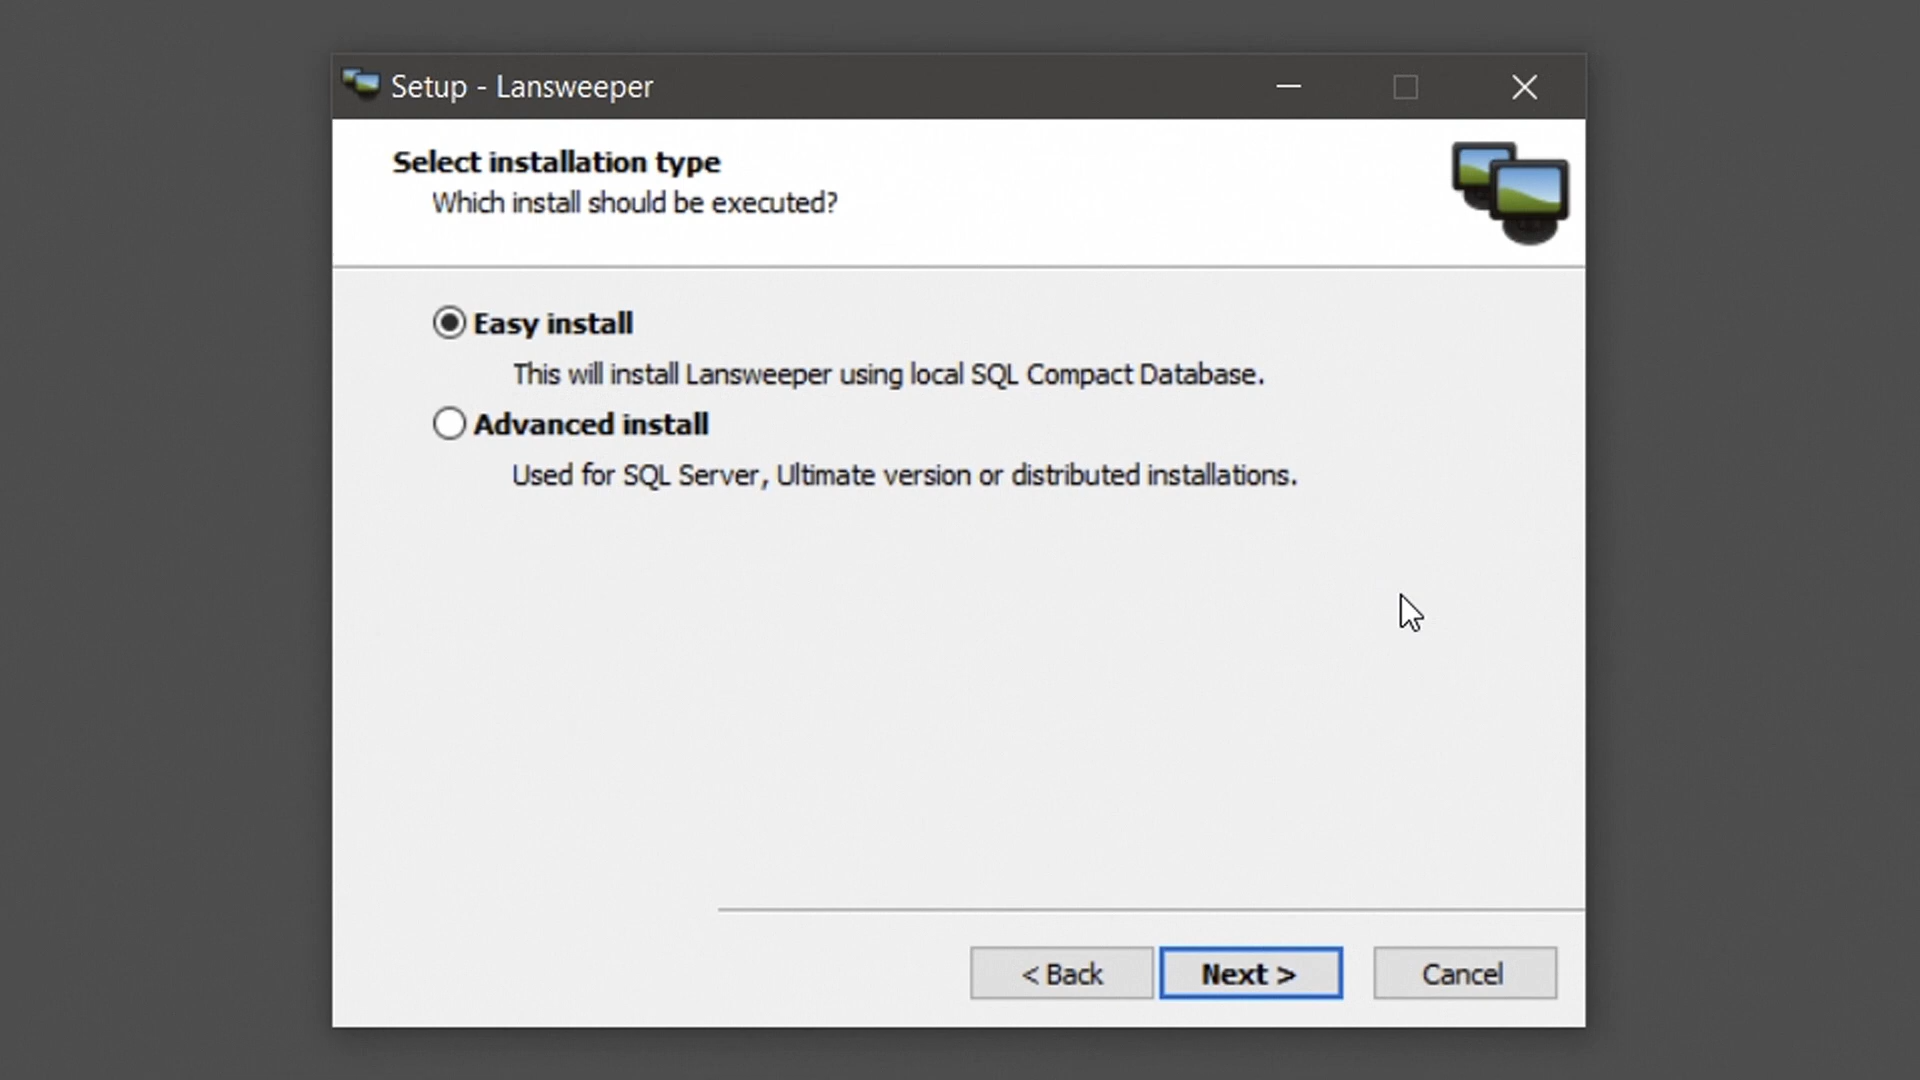 Setup - Lansweeper
Select installation type
Which install should be executed?
Easy install
This will install Lansweeper using local SQL Compact Database.
Advanced install
Used for SQL Server, Ultimate version or distributed installations.
< Back
Next >
Cancel